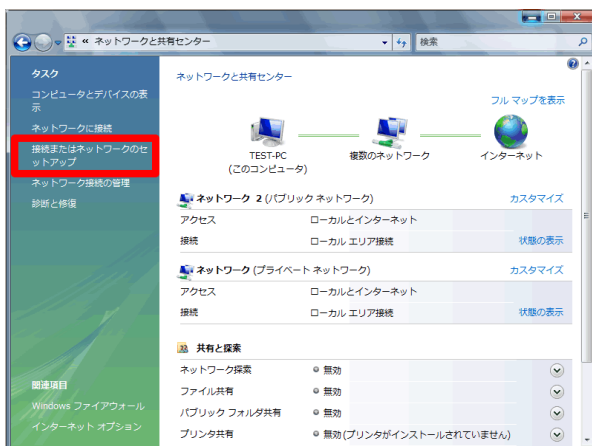 « ネットワークと共有センター
検索
タスク
コンピュータとデバイスの表
示
ネットワークに接続
接続またはネットワークのセ
ットアップ
ネットワーク接続の管理
診断と修復
関連項目
Windows ファイアウォール
インターネット オプション
ネットワークと共有センター
フル マップを表示
TEST-PC
(このコンピュータ)
複数のネットワーク
インターネット
ネットワーク 2 (パブリック ネットワーク) カスタマイズ
アクセス ローカルとインターネット
接続 ローカル エリア接続 状態の表示
ネットワーク (プライベート ネットワーク) カスタマイズ
アクセス ローカルとインターネット
接続 ローカル エリア接続 状態の表示
共有と探索
ネットワーク探索 無効
ファイル共有 無効
パブリック フォルダ共有 無効
プリンタ共有 無効 (プリンタがインストールされていません)